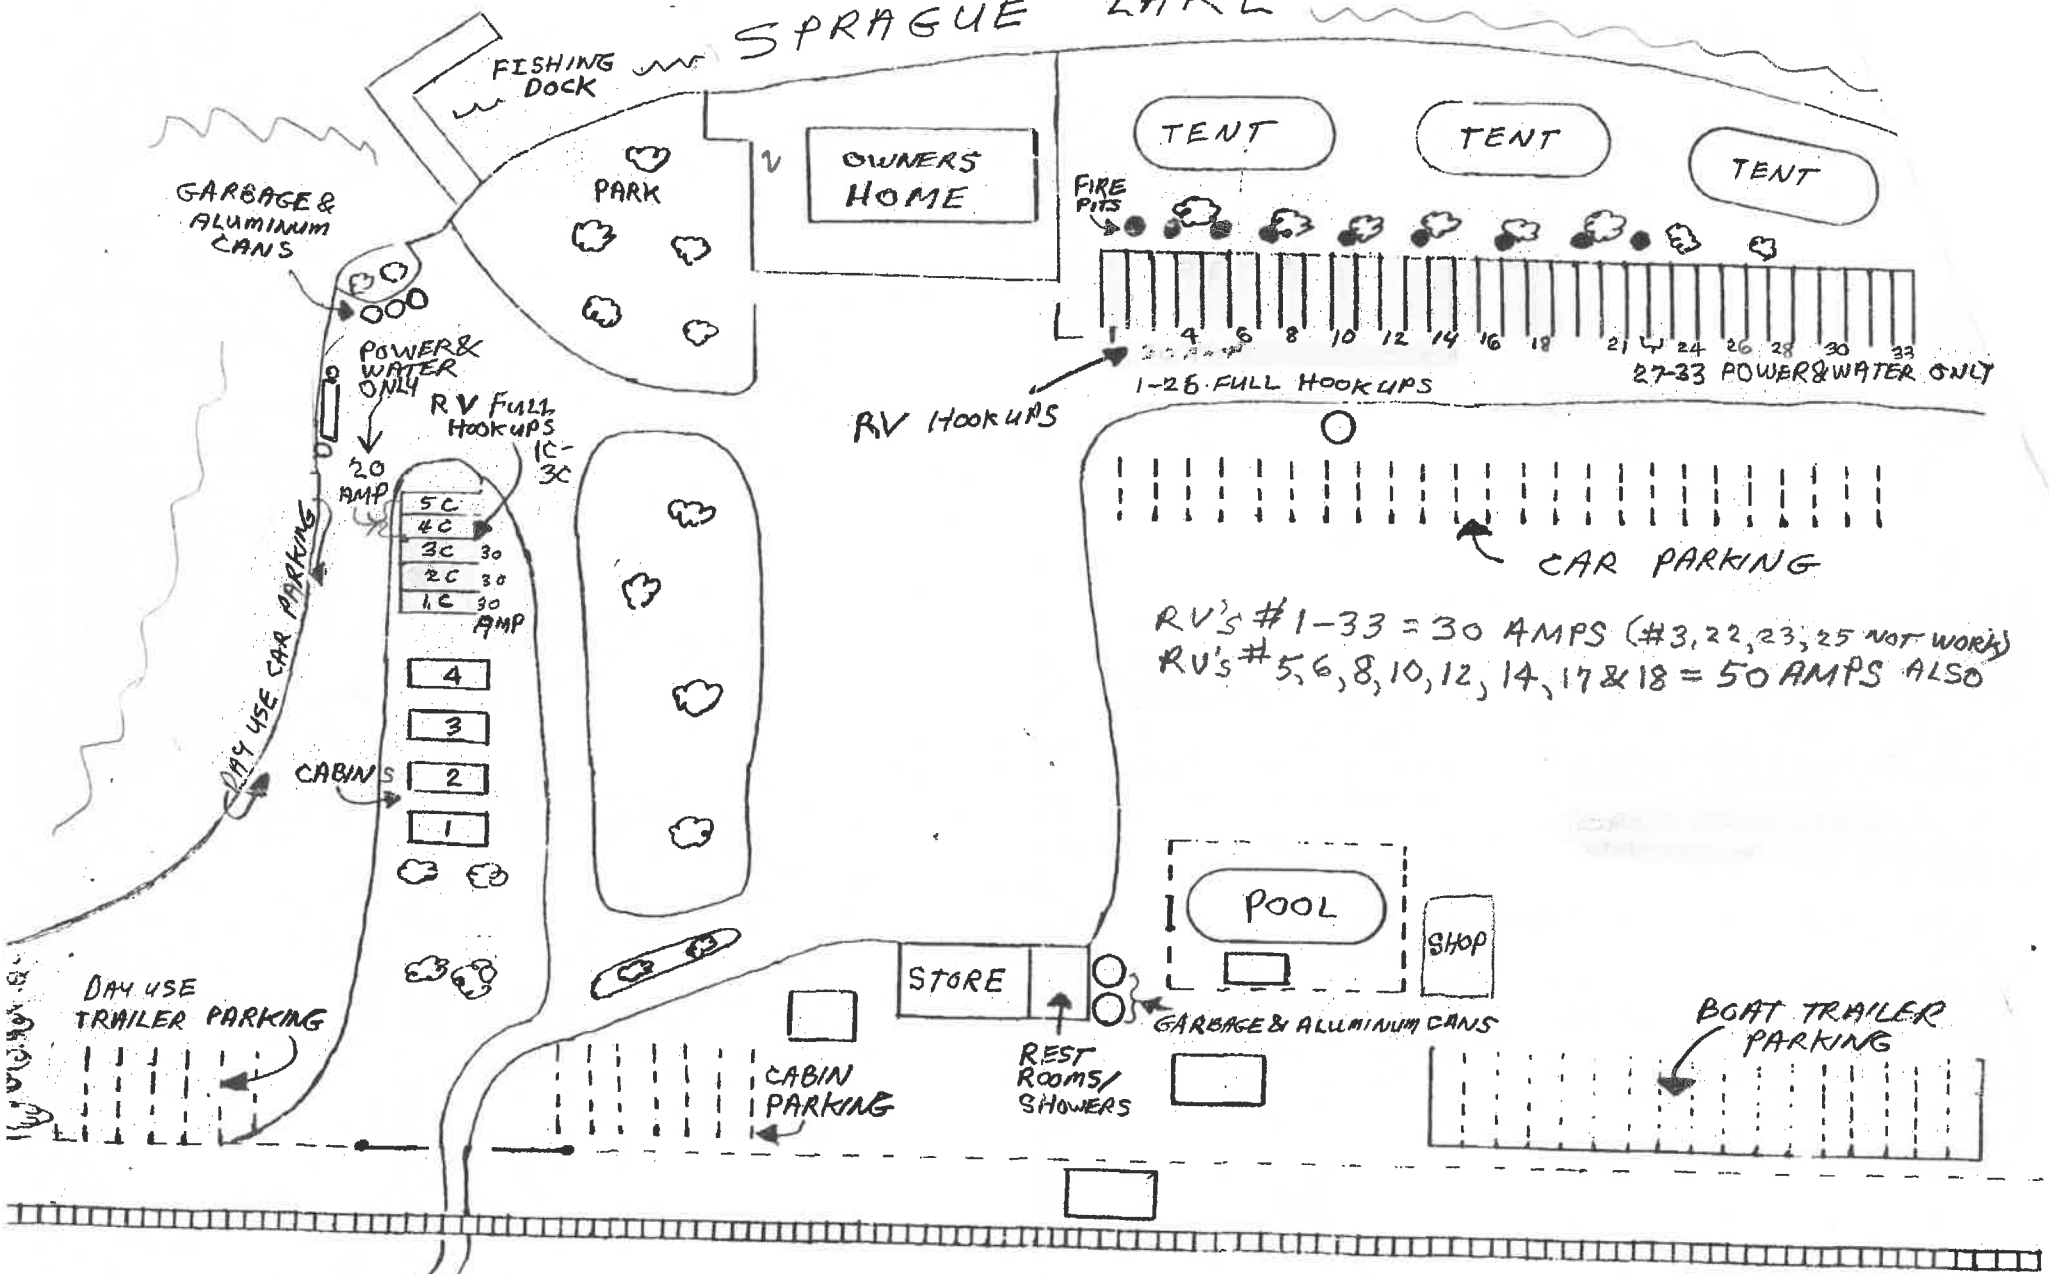 SPRAGUE LAKE
FISHING
DOCK
GARBAGE &
ALUMINUM
CANS
PARK
OWNERS
HOME
TENT
TENT
TENT
FIRE
PITS
1 4 6 8 10 12 14 16 18 21 24 26 28 30 33
30 AMP
1-26 FULL HOOKUPS
27-33 POWER & WATER ONLY
RV HOOKUPS
POWER &
WATER
ONLY
RV FULL
HOOKUPS
1C-
3C
20
AMP
5C
4C
3C 30
2C 30
1C 30
AMP
DAY USE CAR PARKING
CAR PARKING
RV'S #1-33 = 30 AMPS (#3,22,23,25 NOT WORK)
RV'S #5,6,8,10,12,14,17&18 = 50 AMPS ALSO
4
3
CABINS
2
1
POOL
SHOP
STORE
GARBAGE & ALUMINUM CANS
REST
ROOMS/
SHOWERS
DAY USE
TRAILER PARKING
CABIN
PARKING
BOAT TRAILER
PARKING